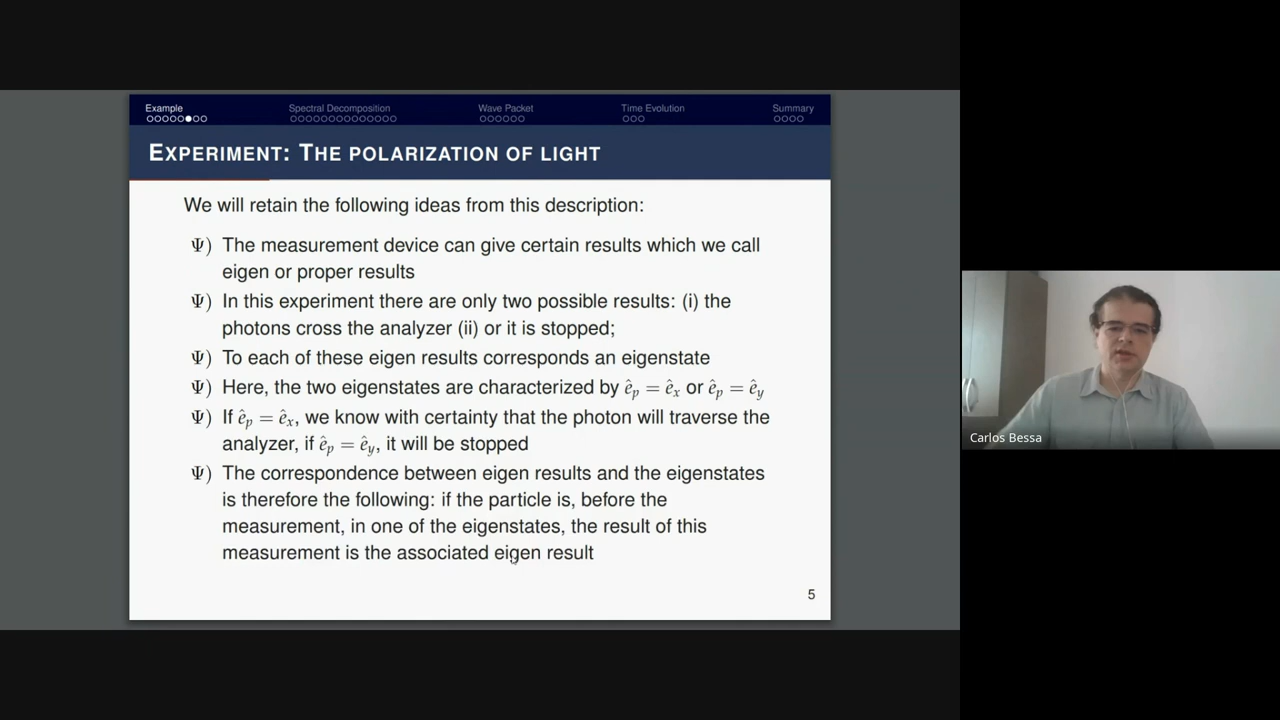 Example
Spectral Decomposition
Wave Packet
Time Evolution
Summary
EXPERIMENT: THE POLARIZATION OF LIGHT
We will retain the following ideas from this description:
Ψ) The measurement device can give certain results which we call
eigen or proper results
Ψ) In this experiment there are only two possible results: (i) the
photons cross the analyzer (ii) or it is stopped;
Ψ) To each of these eigen results corresponds an eigenstate
Ψ) Here, the two eigenstates are characterized by ê_p = ê_x or ê_p = ê_y
Ψ) If ê_p = ê_x, we know with certainty that the photon will traverse the
analyzer, if ê_p = ê_y, it will be stopped
Ψ) The correspondence between eigen results and the eigenstates
is therefore the following: if the particle is, before the
measurement, in one of the eigenstates, the result of this
measurement is the associated eigen result
5
Carlos Bessa